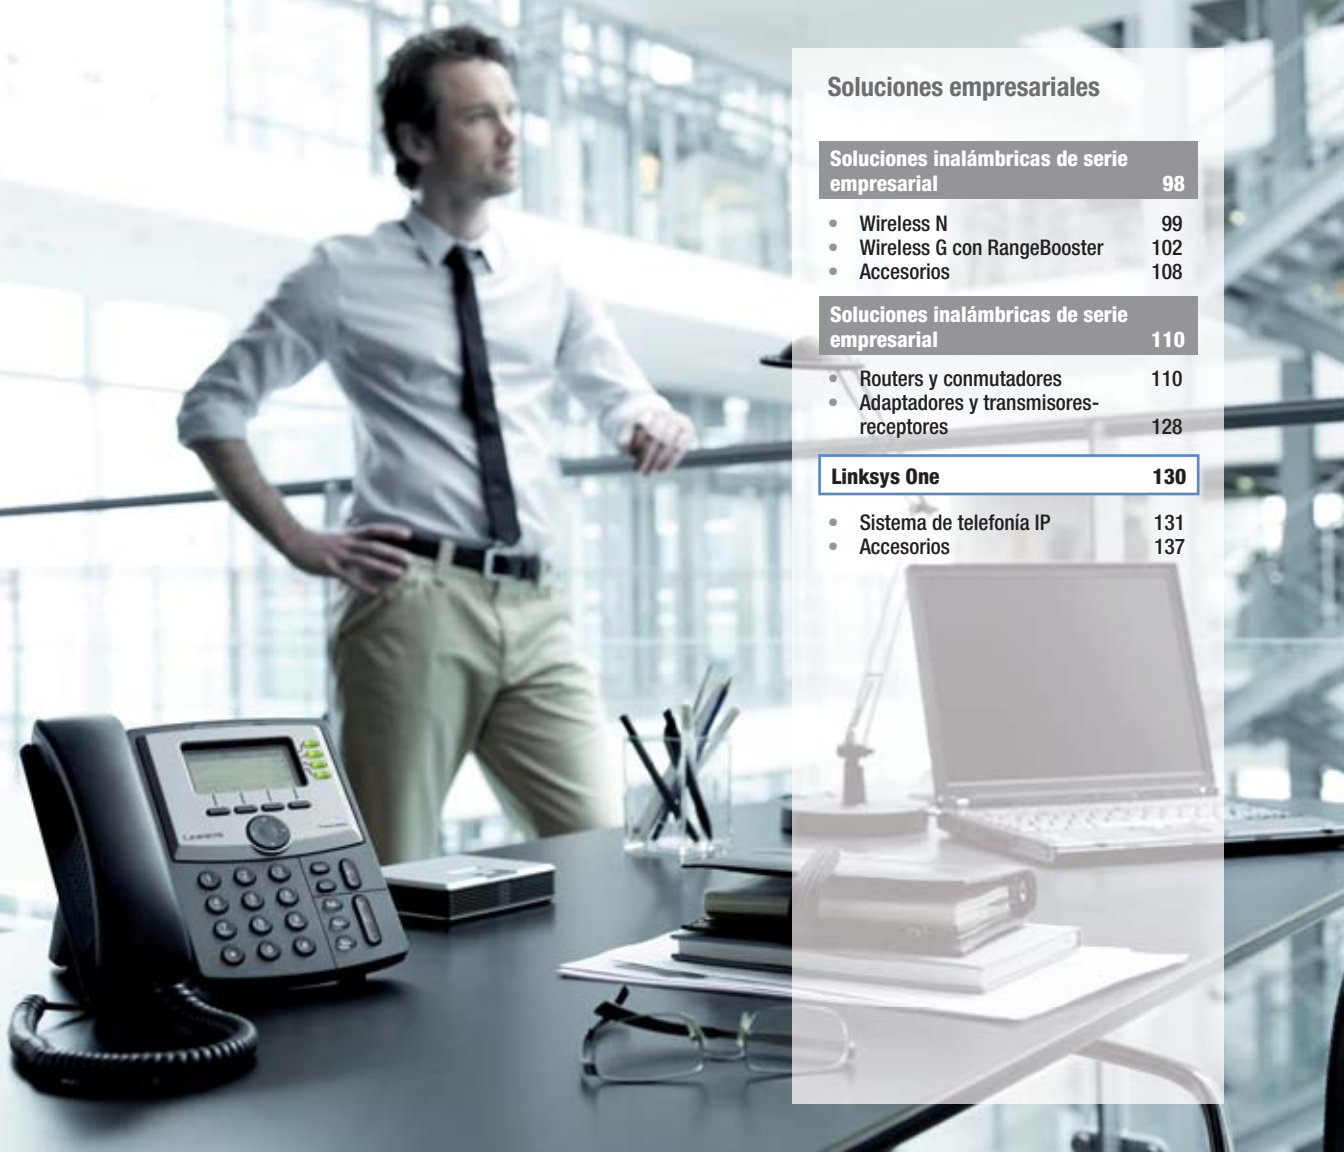 Soluciones empresariales
Soluciones inalámbricas de serie
empresarial 98
• Wireless N 99
• Wireless G con RangeBooster 102
• Accesorios 108
Soluciones inalámbricas de serie
empresarial 110
• Routers y conmutadores 110
• Adaptadores y transmisores-
receptores 128
Linksys One 130
• Sistema de telefonía IP 131
• Accesorios 137
LINKSYS